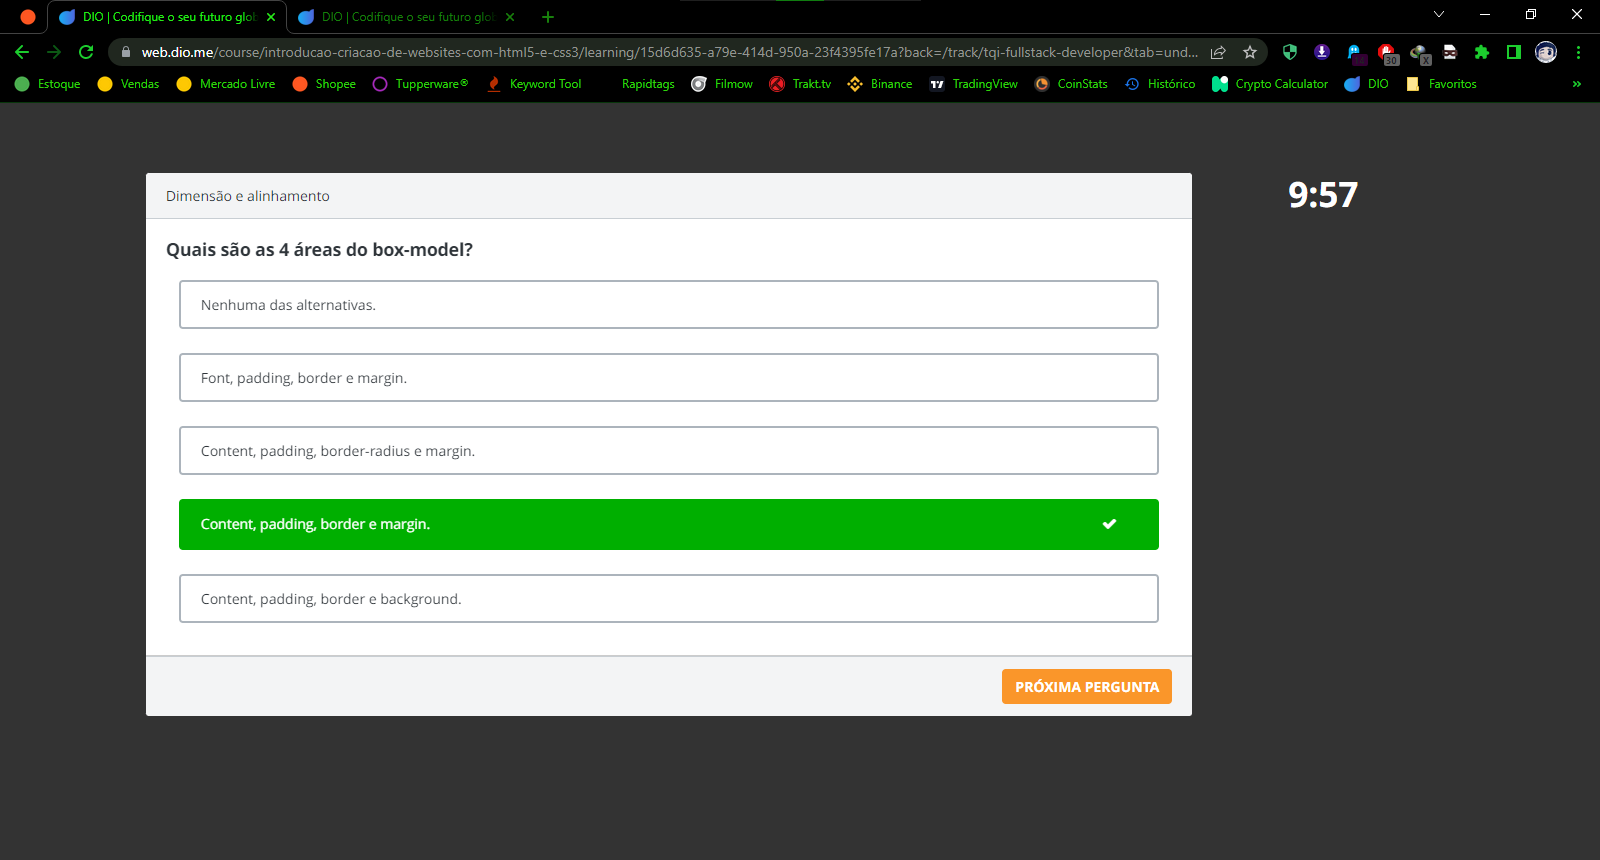 DIO | Codifique o seu futuro glob
DIO | Codifique o seu futuro glob
web.dio.me/course/introducao-criacao-de-websites-com-html5-e-css3/learning/15d6d635-a79e-414d-950a-23f4395fe17a?back=/track/tqi-fullstack-developer&tab=und...
30
X
Estoque Vendas Mercado Livre Shopee Tupperware® Keyword Tool Rapidtags Filmow Trakt.tv Binance TradingView CoinStats Histórico Crypto Calculator DIO Favoritos »
Dimensão e alinhamento
9:57
Quais são as 4 áreas do box-model?
Nenhuma das alternativas.
Font, padding, border e margin.
Content, padding, border-radius e margin.
Content, padding, border e margin.
Content, padding, border e background.
PRÓXIMA PERGUNTA